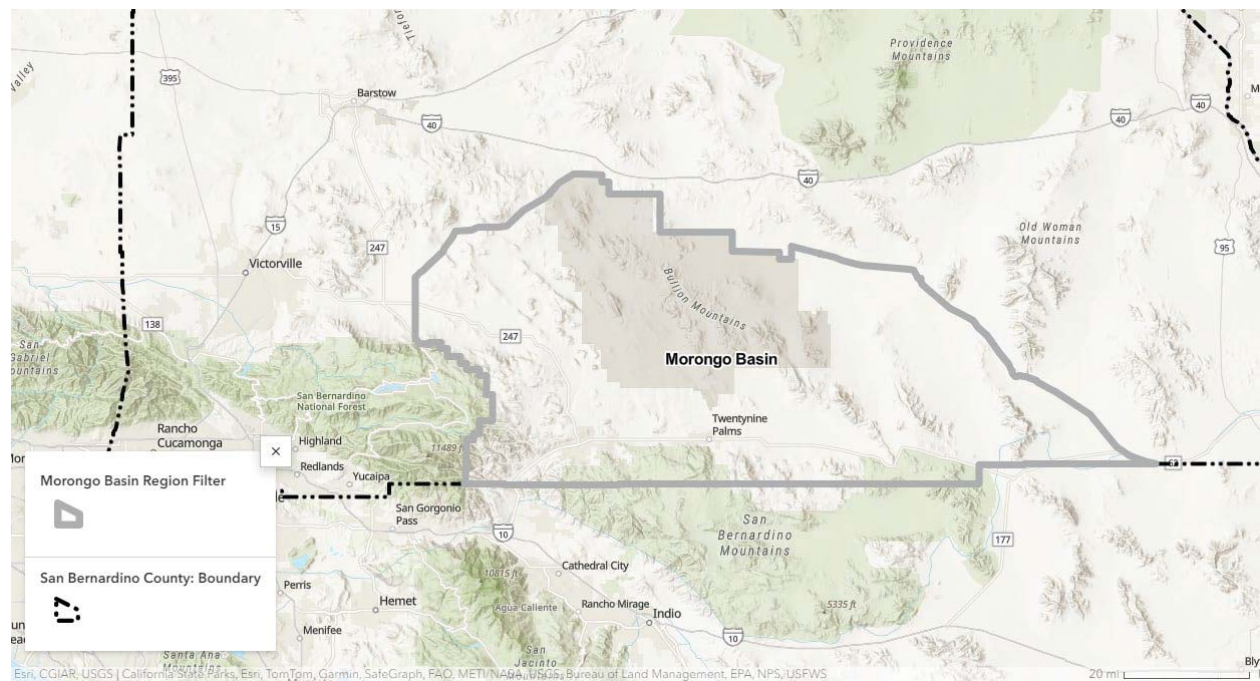 Providence
Mountains
395
Barstow
40
40
40
40
15
247
Victorville
Old Woman
Mountains
95
Bullion Mountains
138
247
San
Gabriel
Morongo Basin
San Bernardino
National Forest
Twentynine
Palms
Rancho
Cucamonga
×
Highland
11489 ft
Redlands
Yucaipa
Morongo Basin Region Filter
San Gorgonio
Pass
10
San
Bernardino
Mountains
177
62
San Bernardino County: Boundary
Cathedral City
10815 ft
Perris
Hemet
Agua Caliente
Rancho Mirage
5335 ft
Indio
Menifee
10
San
Jacinto
Santa Ana
Mountains
Esri, CGIAR, USGS | California State Parks, Esri, TomTom, Garmin, SafeGraph, FAO, METI/NASA, USGS, Bureau of Land Management, EPA, NPS, USFWS
20 mi